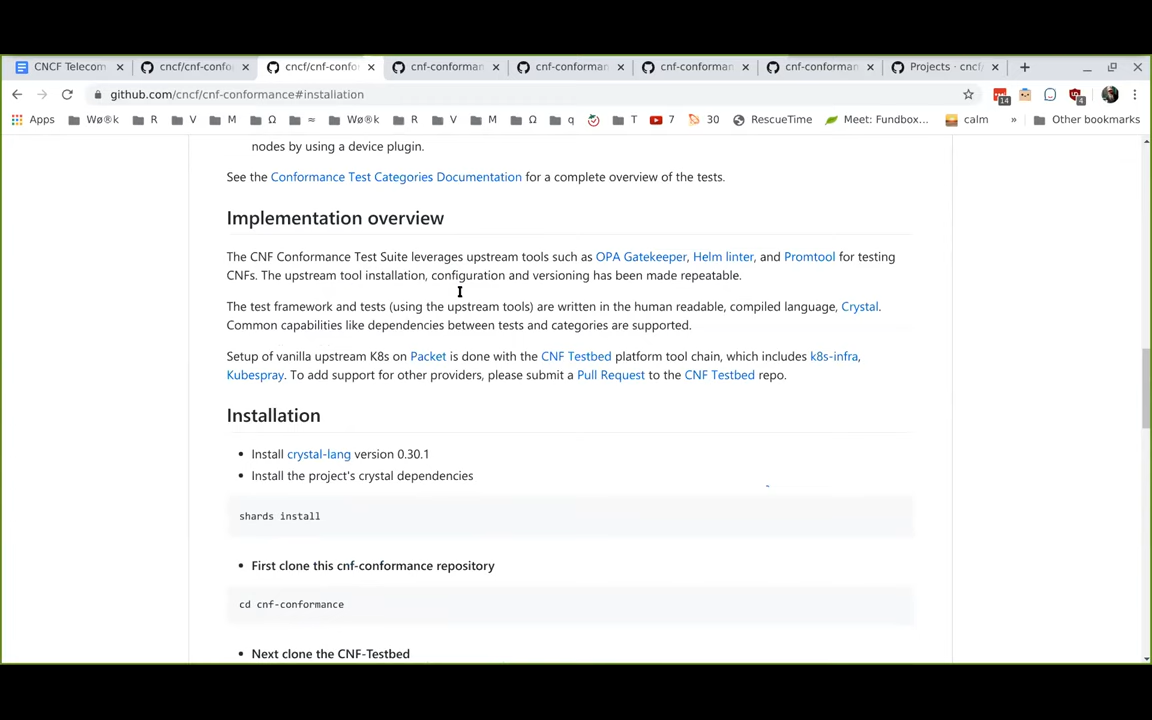 CNCF Telecom
cncf/cnf-confo
cncf/cnf-confo
cnf-conforman
cnf-conforman
cnf-conforman
cnf-conforman
Projects · cncf/
github.com/cncf/cnf-conformance#installation
14
4
Apps
Wø®k
R
V
M
Ω
≈
Wø®k
R
V
M
Ω
q
T
7
30
RescueTime
Meet: Fundbox...
calm
»
Other bookmarks
nodes by using a device plugin.
See the Conformance Test Categories Documentation for a complete overview of the tests.
Implementation overview
The CNF Conformance Test Suite leverages upstream tools such as OPA Gatekeeper, Helm linter, and Promtool for testing
CNFs. The upstream tool installation, configuration and versioning has been made repeatable.
The test framework and tests (using the upstream tools) are written in the human readable, compiled language, Crystal.
Common capabilities like dependencies between tests and categories are supported.
Setup of vanilla upstream K8s on Packet is done with the CNF Testbed platform tool chain, which includes k8s-infra,
Kubespray. To add support for other providers, please submit a Pull Request to the CNF Testbed repo.
Installation
• Install crystal-lang version 0.30.1
• Install the project's crystal dependencies
shards install
• First clone this cnf-conformance repository
cd cnf-conformance
• Next clone the CNF-Testbed